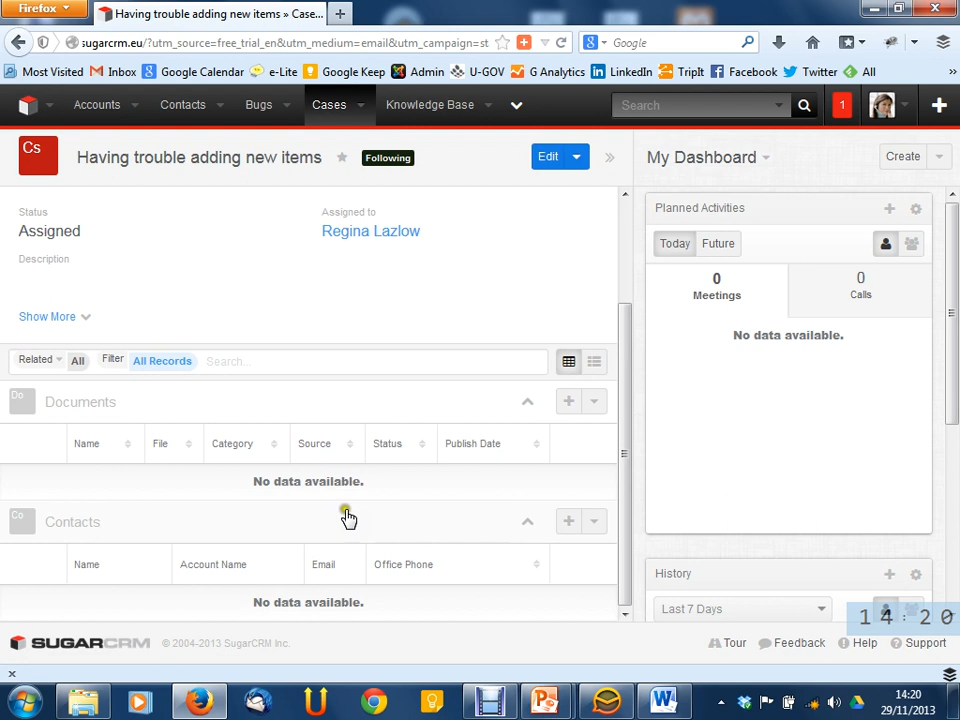 Firefox
Having trouble adding new items » Case...
sugarcrm.eu/?utm_source=free_trial_en&utm_medium=email&utm_campaign=st
Google
Most Visited Inbox Google Calendar e-Lite Google Keep Admin U-GOV G Analytics LinkedIn TripIt Facebook Twitter All
Accounts Contacts Bugs Cases Knowledge Base Search 1
Cs Having trouble adding new items Following Edit
My Dashboard Create
Status
Assigned
Assigned to
Regina Lazlow
Description
Show More
Related All Filter All Records Search...
Do Documents
Name File Category Source Status Publish Date
No data available.
Co Contacts
Name Account Name Email Office Phone
No data available.
Planned Activities
Today Future
0 0
Meetings Calls
No data available.
History
Last 7 Days
14:20
SUGARCRM © 2004-2013 SugarCRM Inc. Tour Feedback Help Support
14:20
29/11/2013